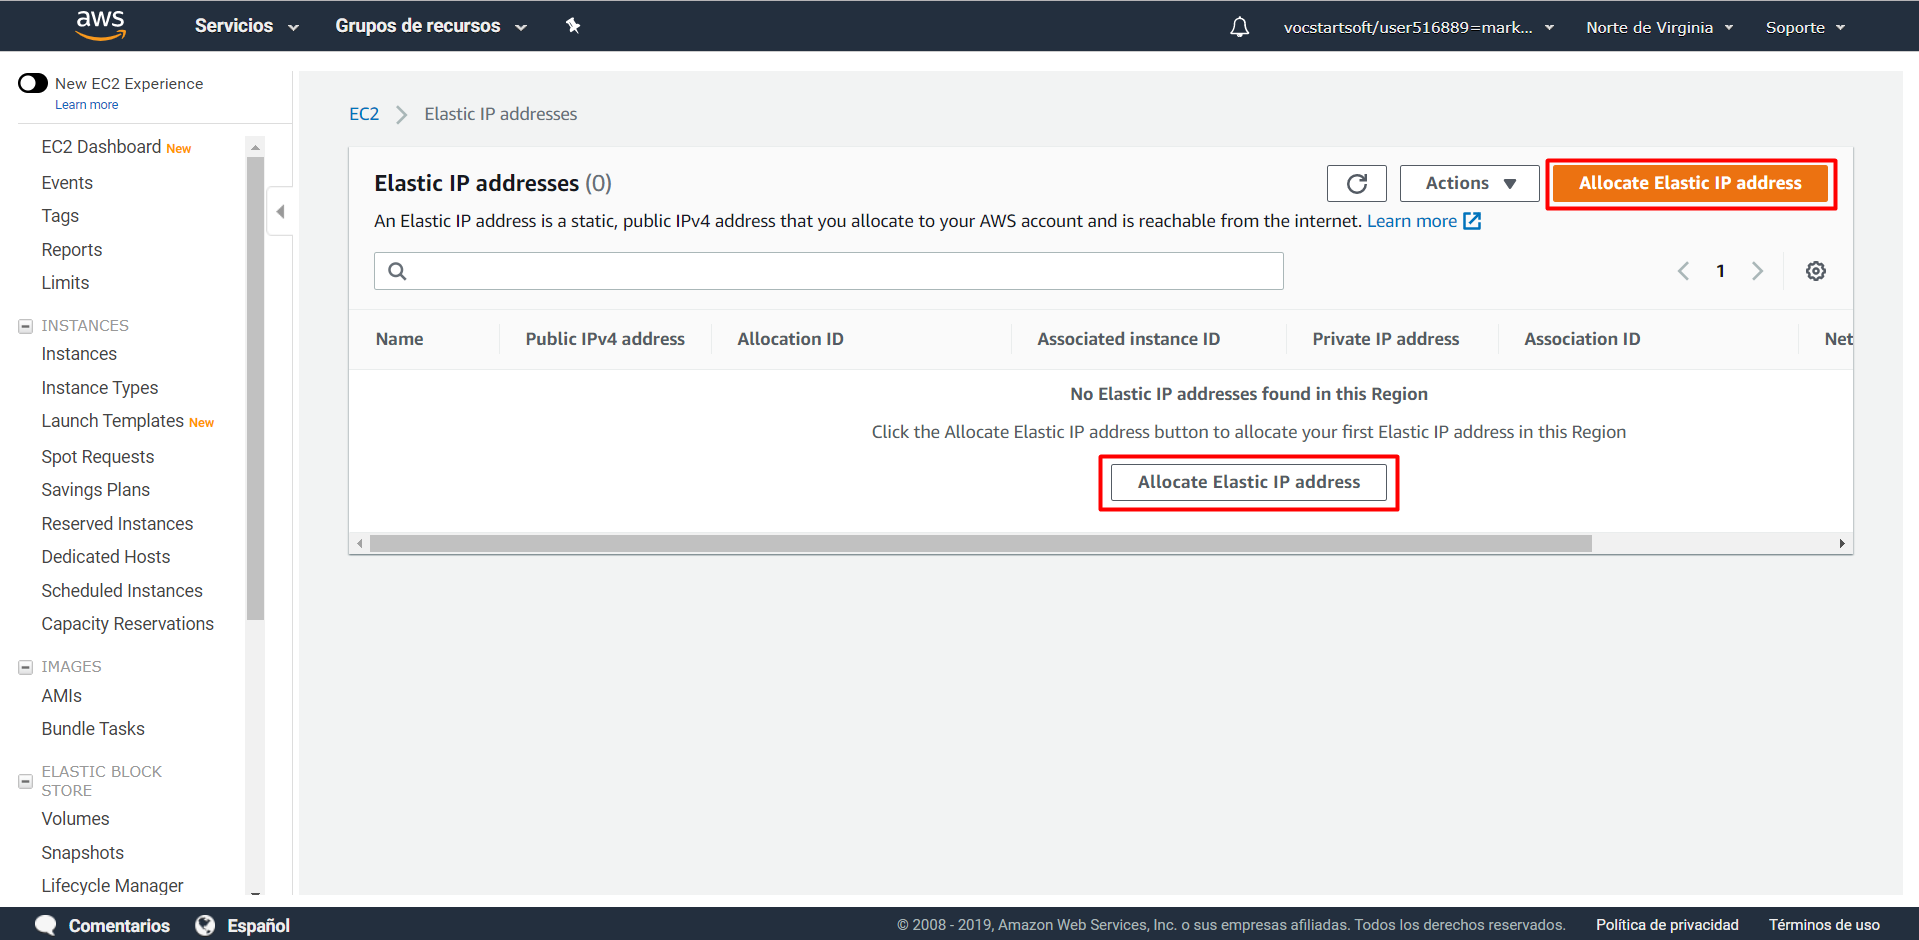 aws
Servicios
Grupos de recursos
vocstartsoft/user516889=mark...
Norte de Virginia
Soporte
New EC2 Experience
Learn more
EC2 Dashboard New
Events
Tags
Reports
Limits
INSTANCES
Instances
Instance Types
Launch Templates New
Spot Requests
Savings Plans
Reserved Instances
Dedicated Hosts
Scheduled Instances
Capacity Reservations
IMAGES
AMIs
Bundle Tasks
ELASTIC BLOCK
STORE
Volumes
Snapshots
Lifecycle Manager
EC2 Elastic IP addresses
Elastic IP addresses (0)
Actions
Allocate Elastic IP address
An Elastic IP address is a static, public IPv4 address that you allocate to your AWS account and is reachable from the internet. Learn more
1
Name Public IPv4 address Allocation ID Associated instance ID Private IP address Association ID Net
No Elastic IP addresses found in this Region
Click the Allocate Elastic IP address button to allocate your first Elastic IP address in this Region
Allocate Elastic IP address
Comentarios
Español
© 2008 - 2019, Amazon Web Services, Inc. o sus empresas afiliadas. Todos los derechos reservados.
Política de privacidad
Términos de uso